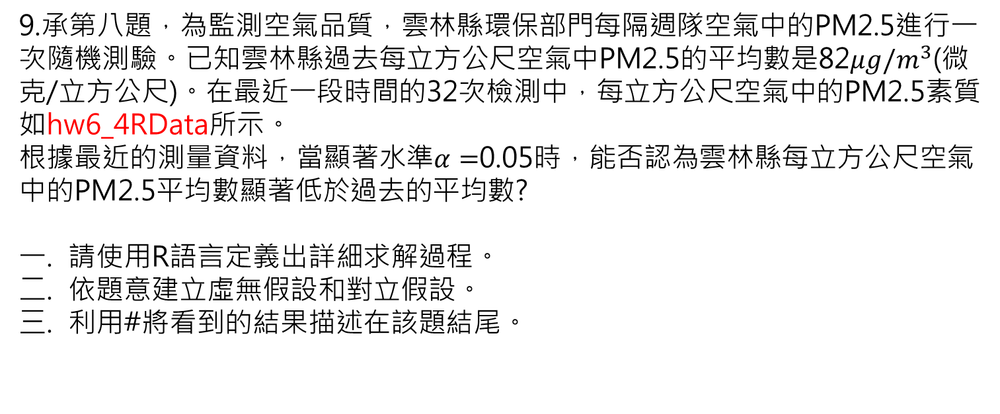 9.承第八題，為監測空氣品質，雲林縣環保部門每隔週隊空氣中的PM2.5進行一
次隨機測驗。已知雲林縣過去每立方公尺空氣中PM2.5的平均數是82μg/m³(微
克/立方公尺)。在最近一段時間的32次檢測中，每立方公尺空氣中的PM2.5素質
如hw6_4RData所示。
根據最近的測量資料，當顯著水準α =0.05時，能否認為雲林縣每立方公尺空氣
中的PM2.5平均數顯著低於過去的平均數?
一. 請使用R語言定義出詳細求解過程。
二. 依題意建立虛無假設和對立假設。
三. 利用#將看到的結果描述在該題結尾。